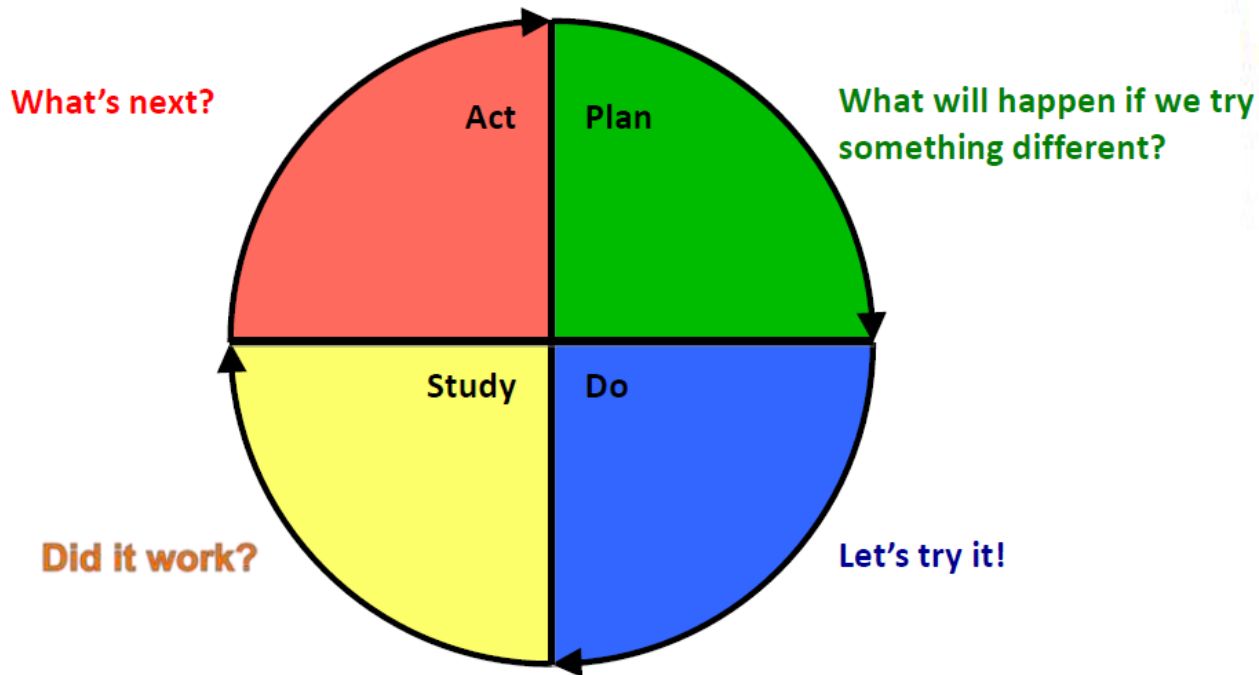 What's next?
Act
Plan
What will happen if we try
something different?
Study
Do
Did it work?
Let's try it!